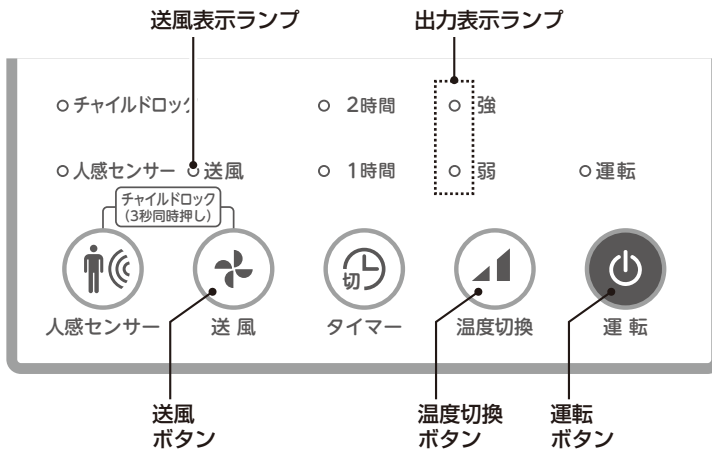 送風表示ランプ
出力表示ランプ
チャイルドロック
2時間
強
人感センサー
送風
1時間
弱
運転
チャイルドロック
(3秒同時押し)
切
人感センサー
送 風
タイマー
温度切換
運 転
送風
ボタン
温度切換
ボタン
運転
ボタン